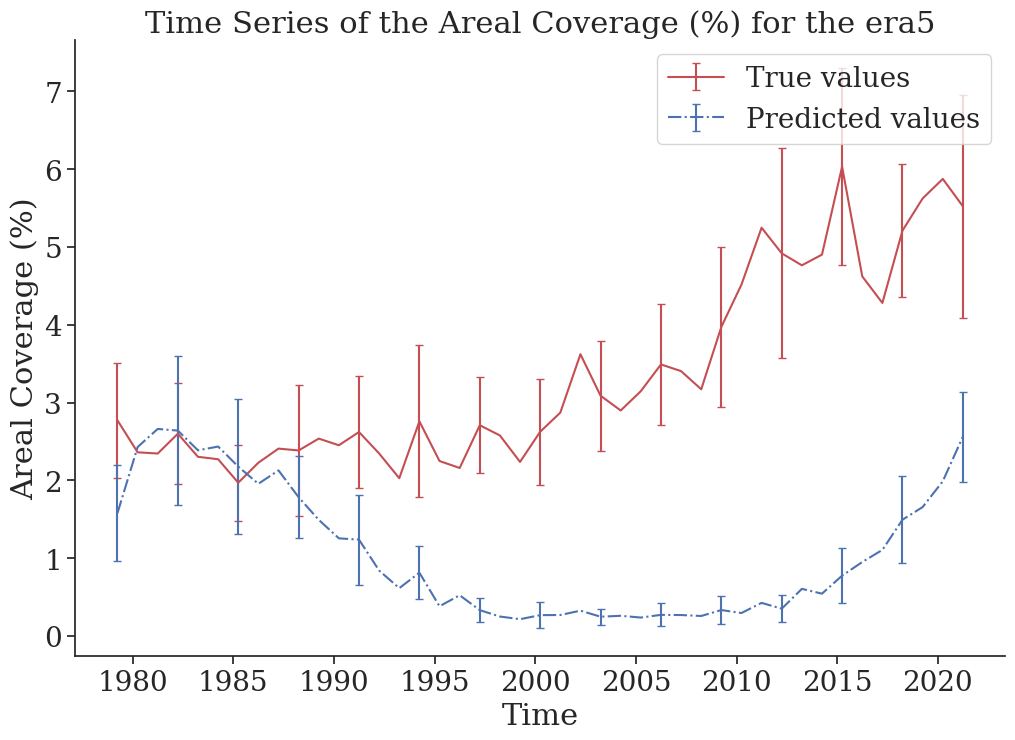 Time Series of the Areal Coverage (%) for the era5
True values
Predicted values
Areal Coverage (%)
7
6
5
4
3
2
1
0
1980 1985 1990 1995 2000 2005 2010 2015 2020
Time